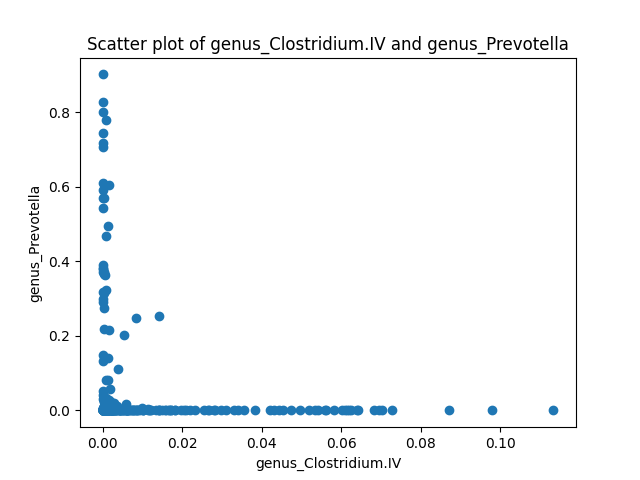 Scatter plot of genus_Clostridium.IV and genus_Prevotella
genus_Prevotella
0.8
0.6
0.4
0.2
0.0
0.00 0.02 0.04 0.06 0.08 0.10
genus_Clostridium.IV